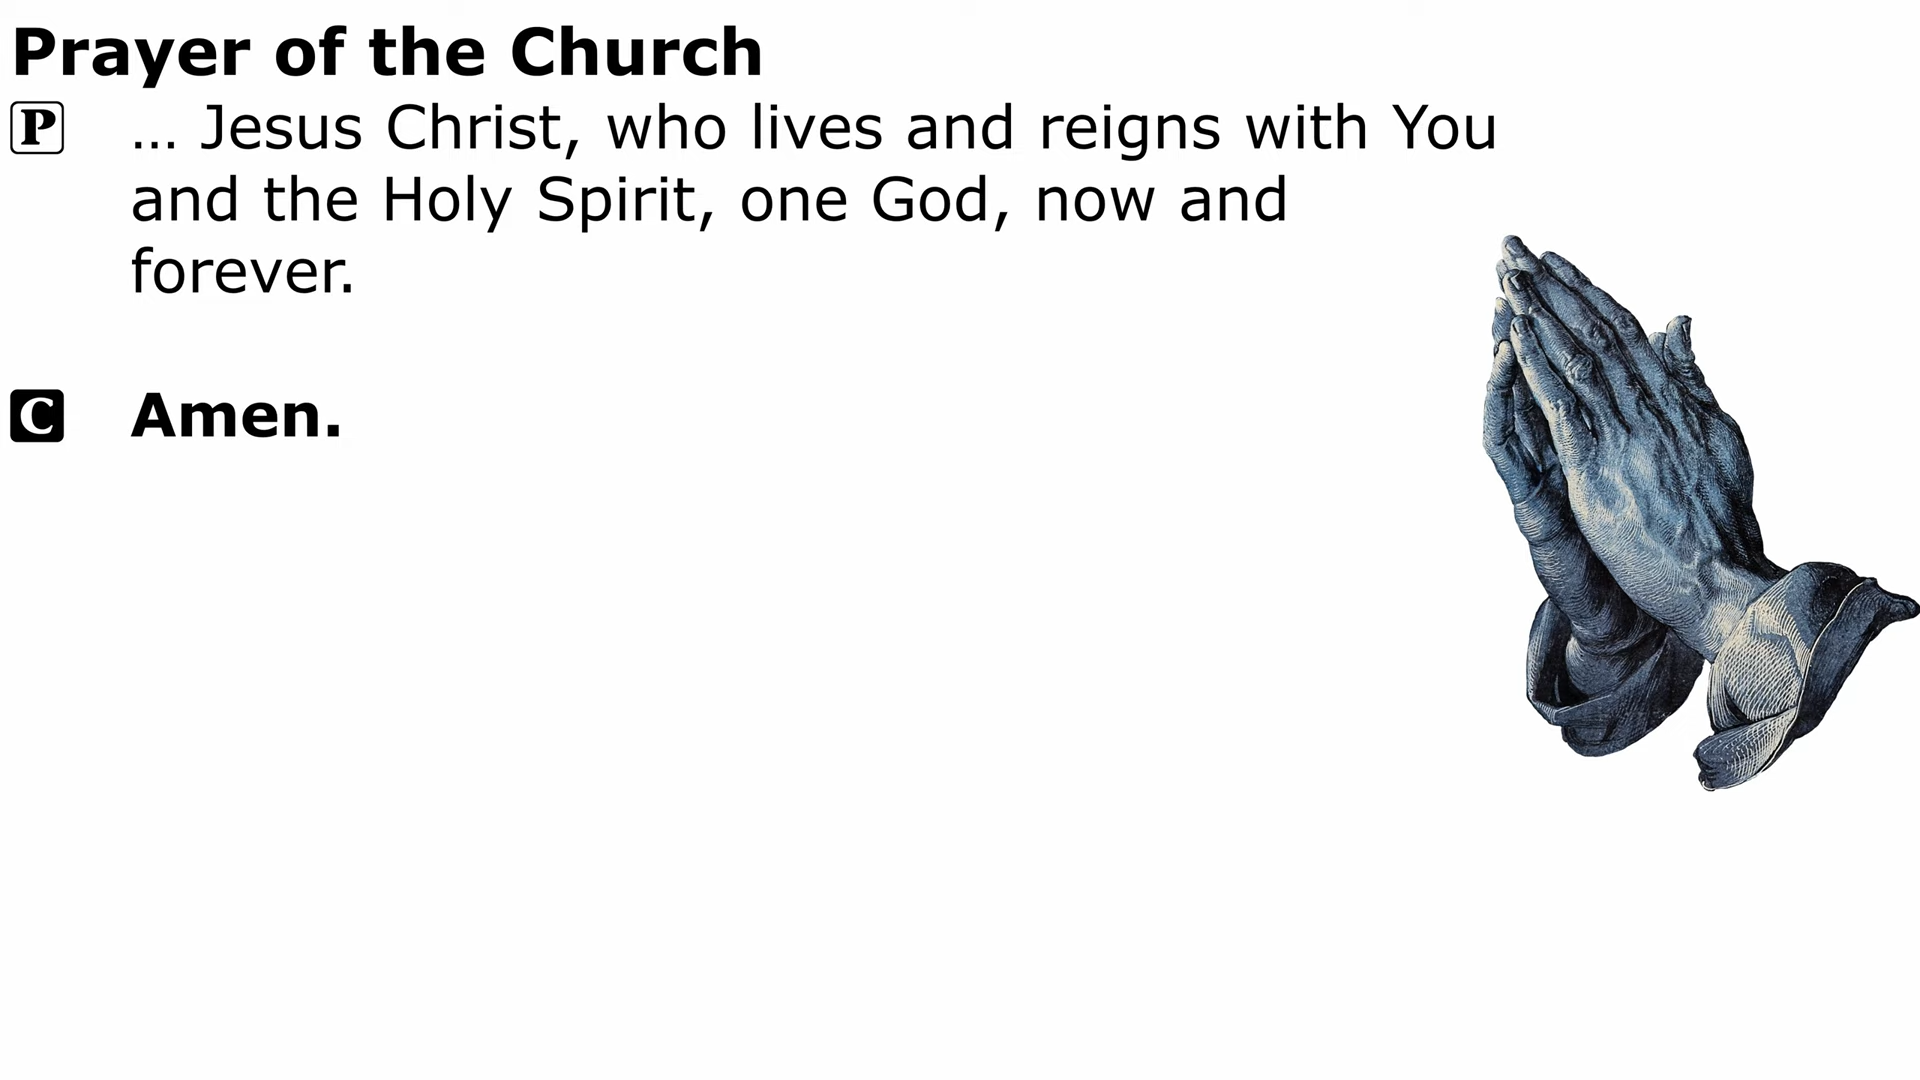 Prayer of the Church
P … Jesus Christ, who lives and reigns with You
and the Holy Spirit, one God, now and
forever.
C Amen.